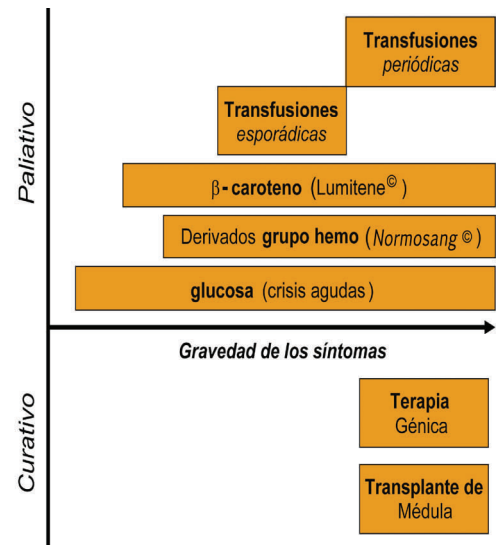 Transfusiones
periódicas
Transfusiones
esporádicas
β-caroteno (Lumitene©)
Derivados grupo hemo (Normosang ©)
glucosa (crisis agudas)
Gravedad de los síntomas
Terapia
Génica
Transplante de
Médula
Paliativo
Curativo